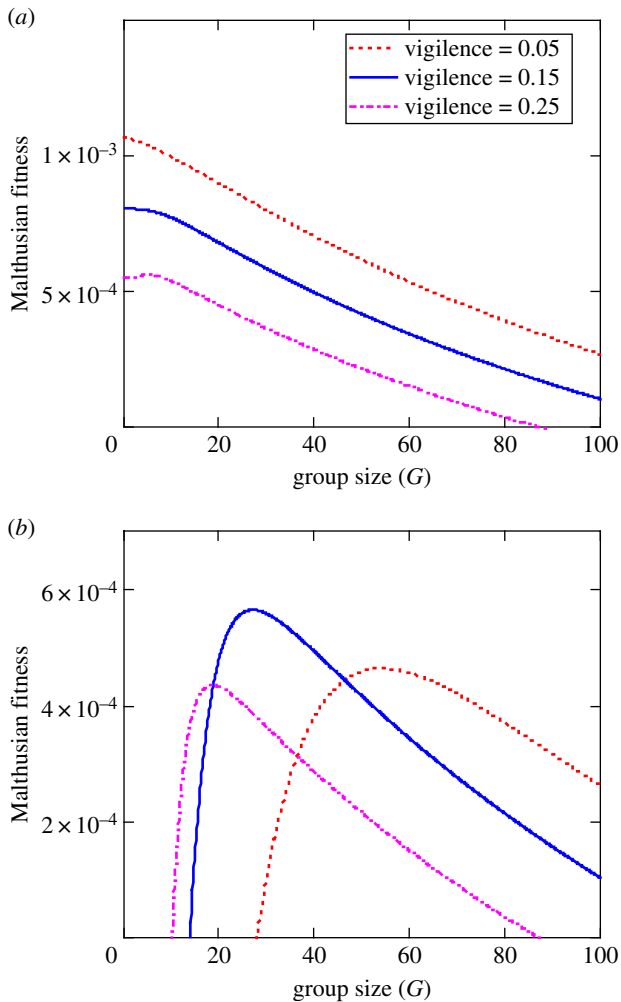 (a)
vigilence = 0.05
vigilence = 0.15
vigilence = 0.25
Malthusian fitness
1 × 10⁻³
5 × 10⁻⁴
0 20 40 60 80 100
group size (G)
(b)
Malthusian fitness
6 × 10⁻⁴
4 × 10⁻⁴
2 × 10⁻⁴
0 20 40 60 80 100
group size (G)